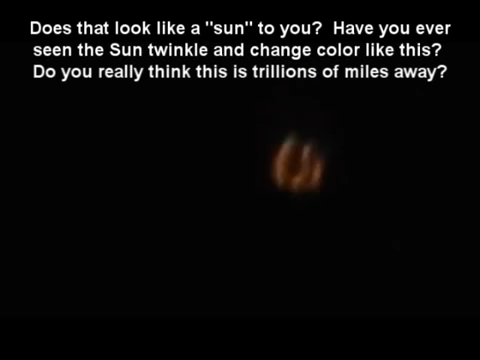 Does that look like a "sun" to you?  Have you ever
seen the Sun twinkle and change color like this?
Do you really think this is trillions of miles away?